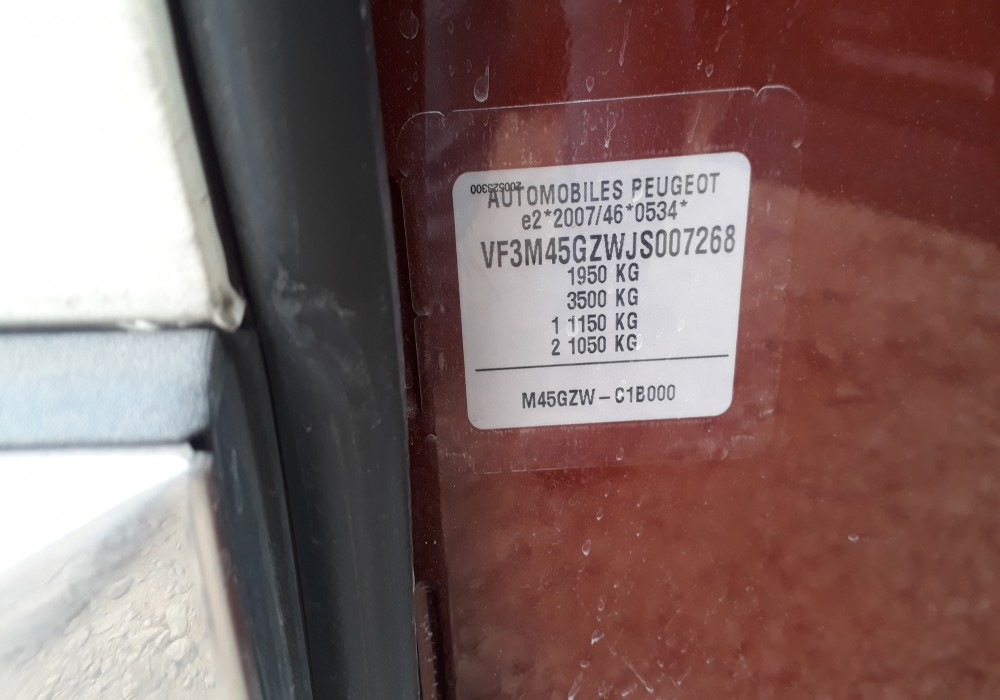 200525300
AUTOMOBILES PEUGEOT
e2*2007/46*0534*
VF3M45GZWJS007268
1950 KG
3500 KG
1 1150 KG
2 1050 KG
M45GZW – C1B000